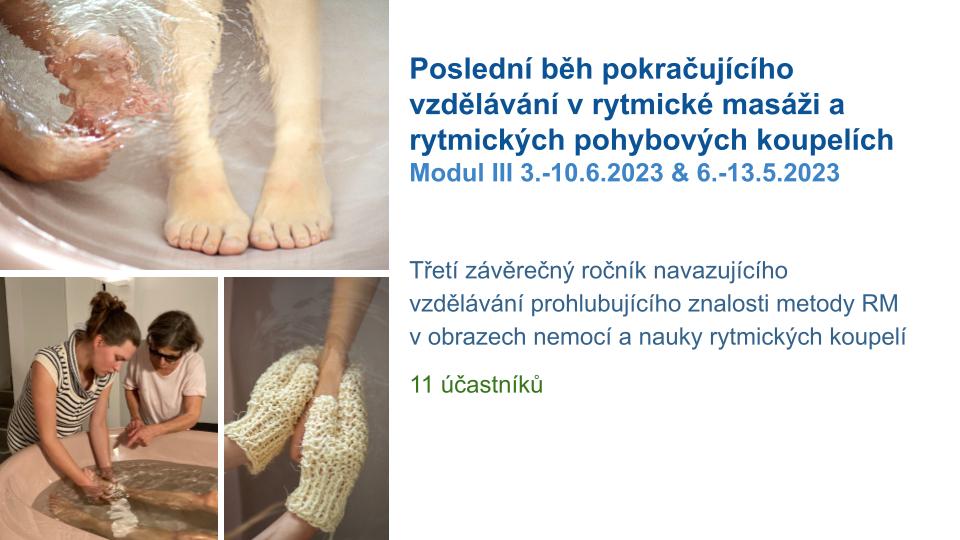 Poslední běh pokračujícího
vzdělávání v rytmické masáži a
rytmických pohybových koupelích
Modul III 3.-10.6.2023 & 6.-13.5.2023
Třetí závěrečný ročník navazujícího
vzdělávání prohlubujícího znalosti metody RM
v obrazech nemocí a nauky rytmických koupelí
11 účastníků